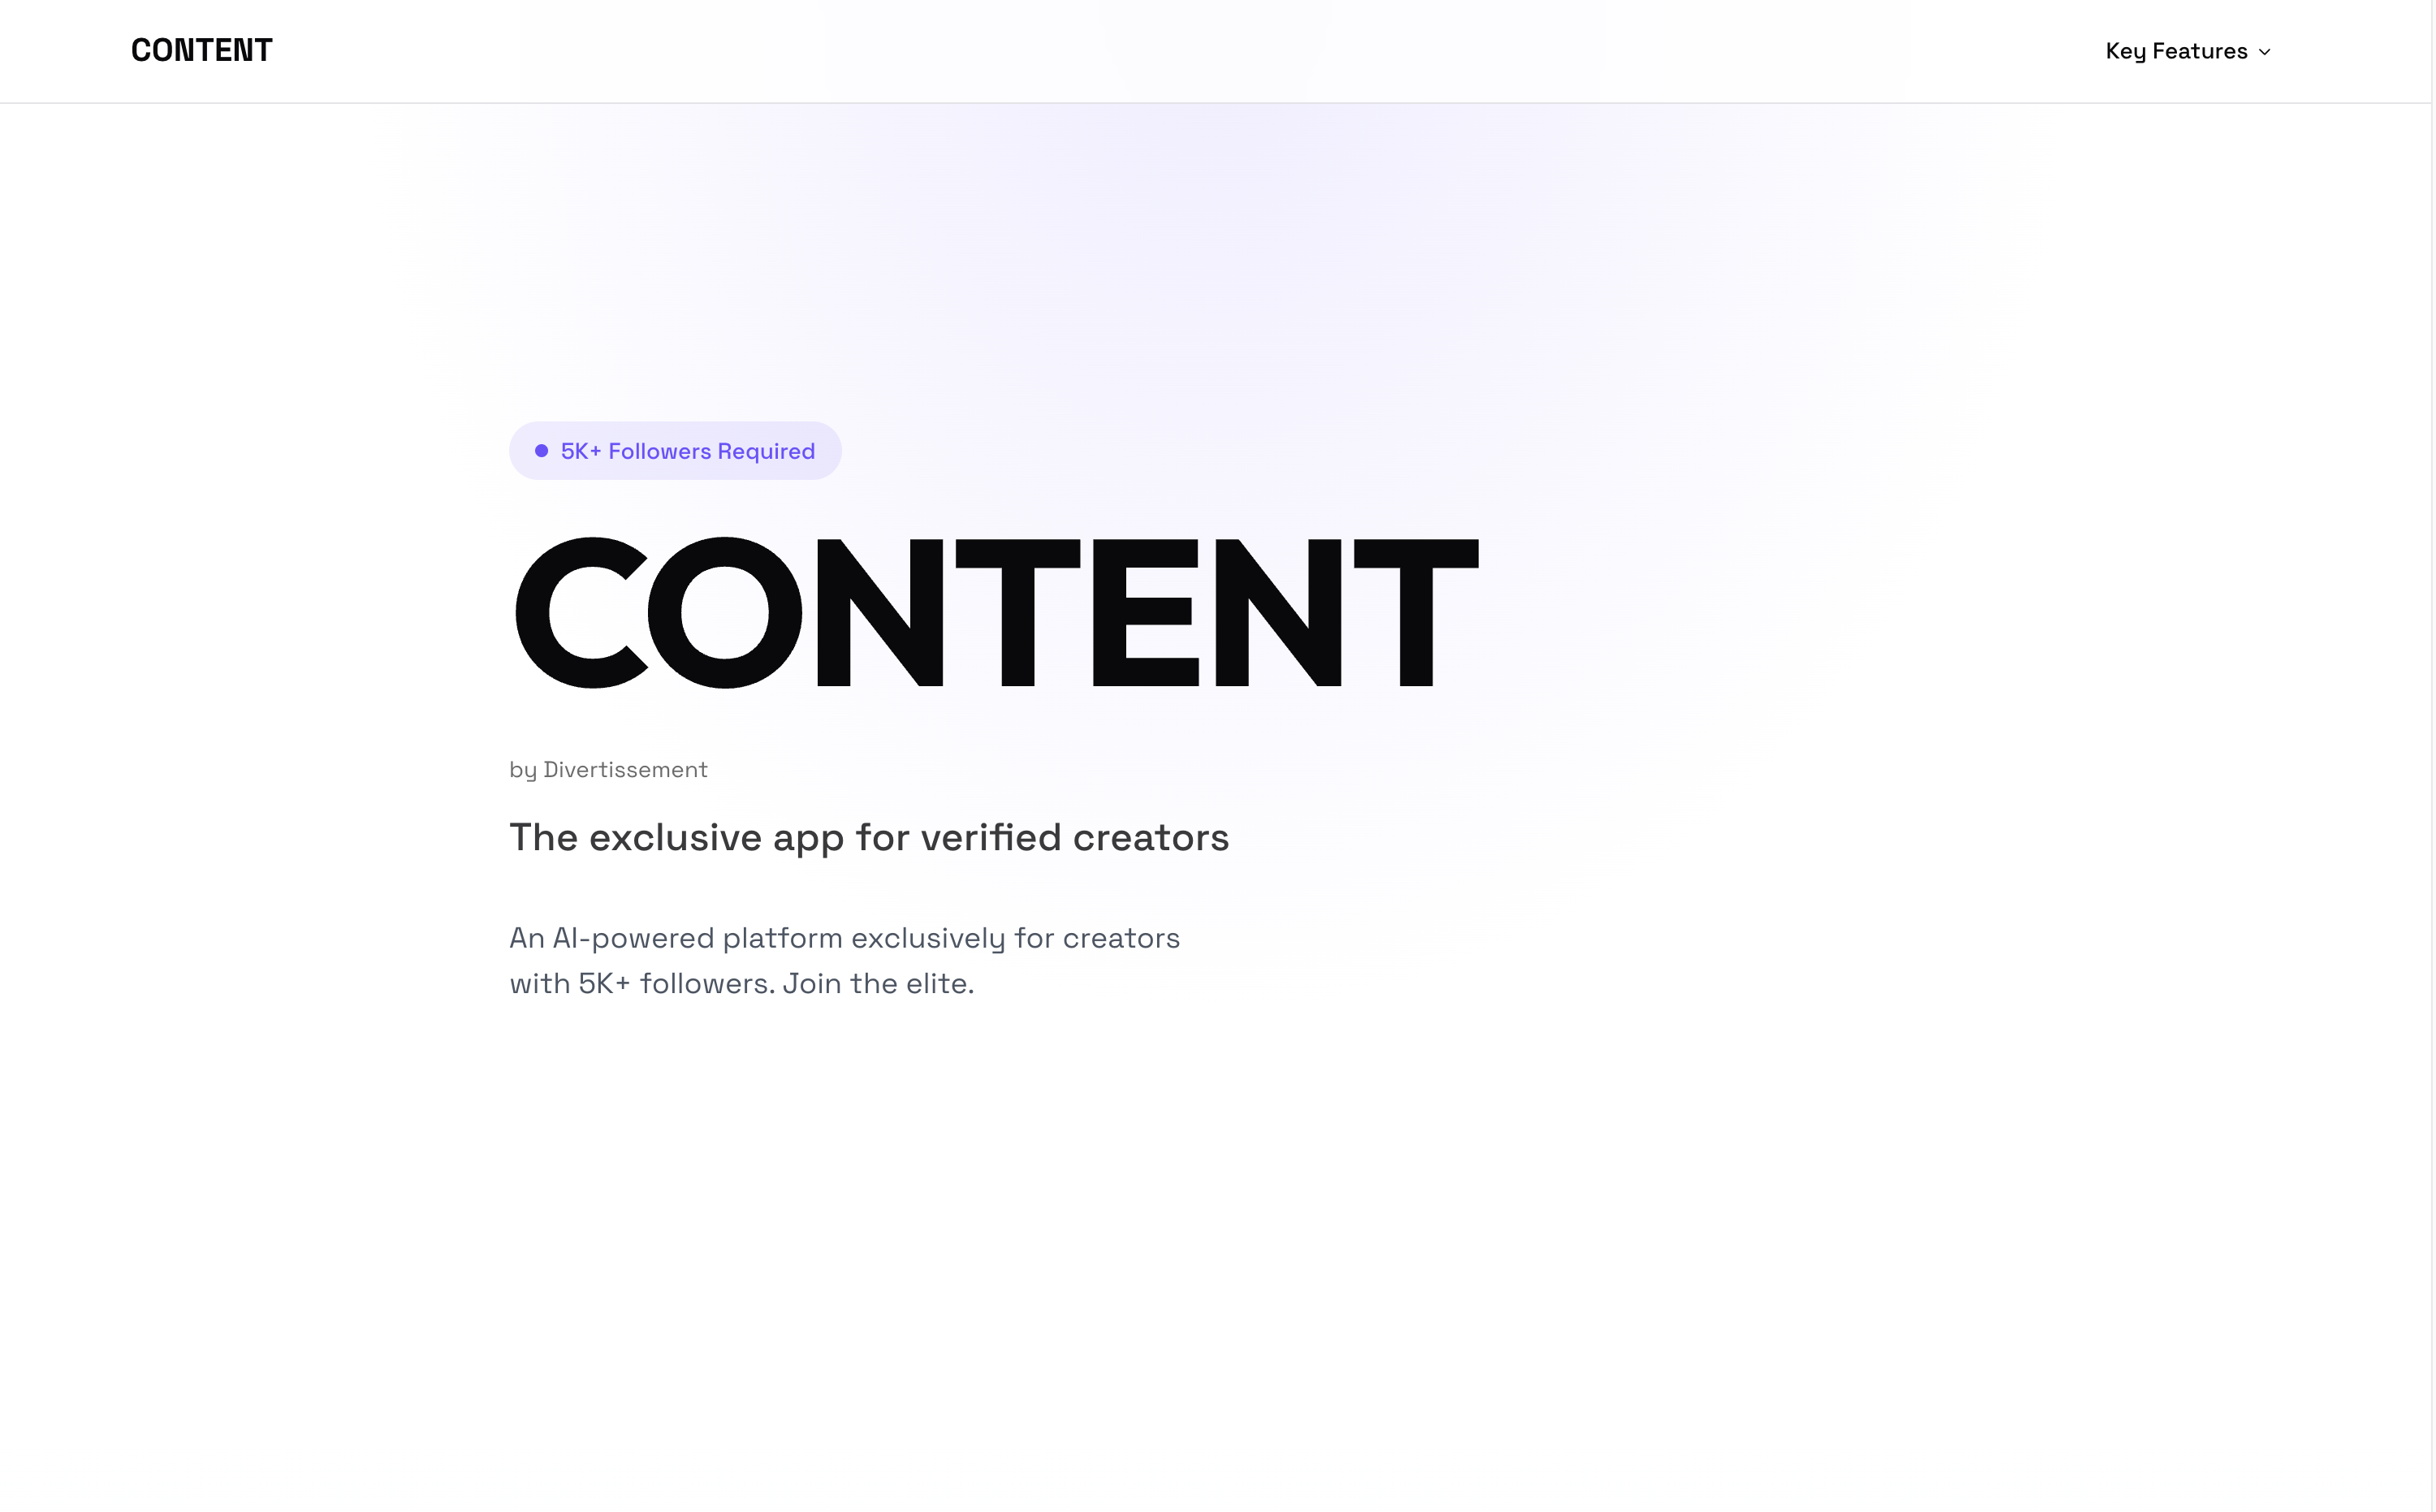 CONTENT
Key Features
5K+ Followers Required
CONTENT
by Divertissement
The exclusive app for verified creators
An AI-powered platform exclusively for creators
with 5K+ followers. Join the elite.